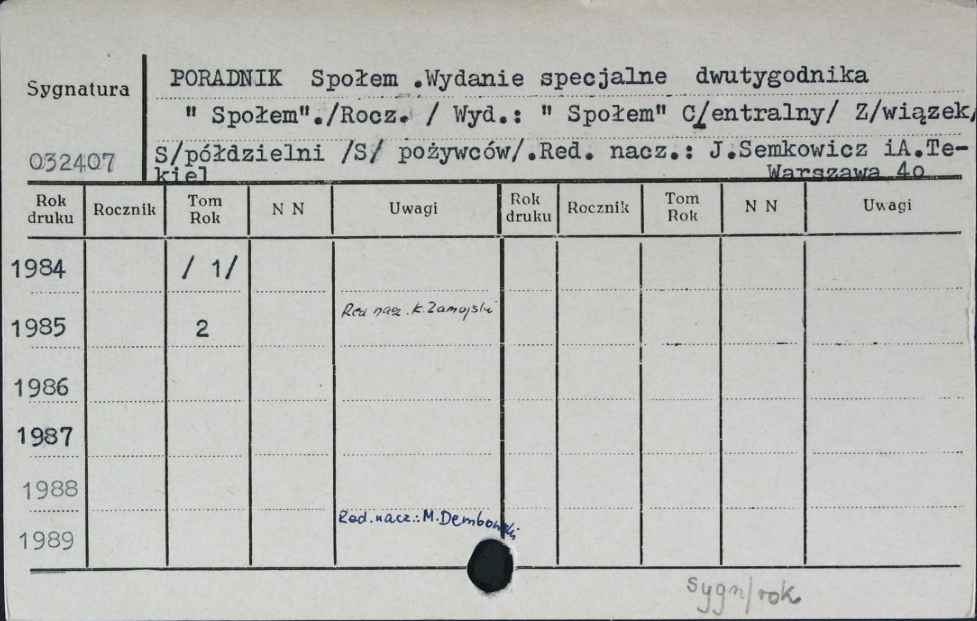 Sygnatura
PORADNIK Społem .Wydanie specjalne dwutygodnika
" Społem"./Rocz. / Wyd.: " Społem" C/entralny/ Z/wiązek/
032407
S/półdzielni /S/ pożywców/.Red. nacz.: J.Semkowicz iA.Te-
kiel Warszawa 4o
Rok druku Rocznik Tom Rok N N Uwagi Rok druku Rocznik Tom Rok N N Uwagi
1984 / 1/
Red nacz. K. Zamojski
1985 2
1986
1987
1988
Red. nacz.: M. Dembowski
1989
sygn/rok